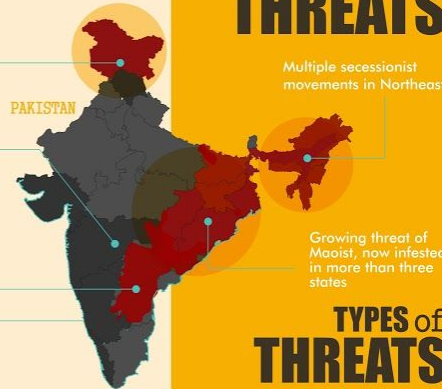 THREATS
Multiple secessionist
movements in Northeast
PAKISTAN
Growing threat of
Maoist, now infested
in more than three
states
TYPES of
THREATS